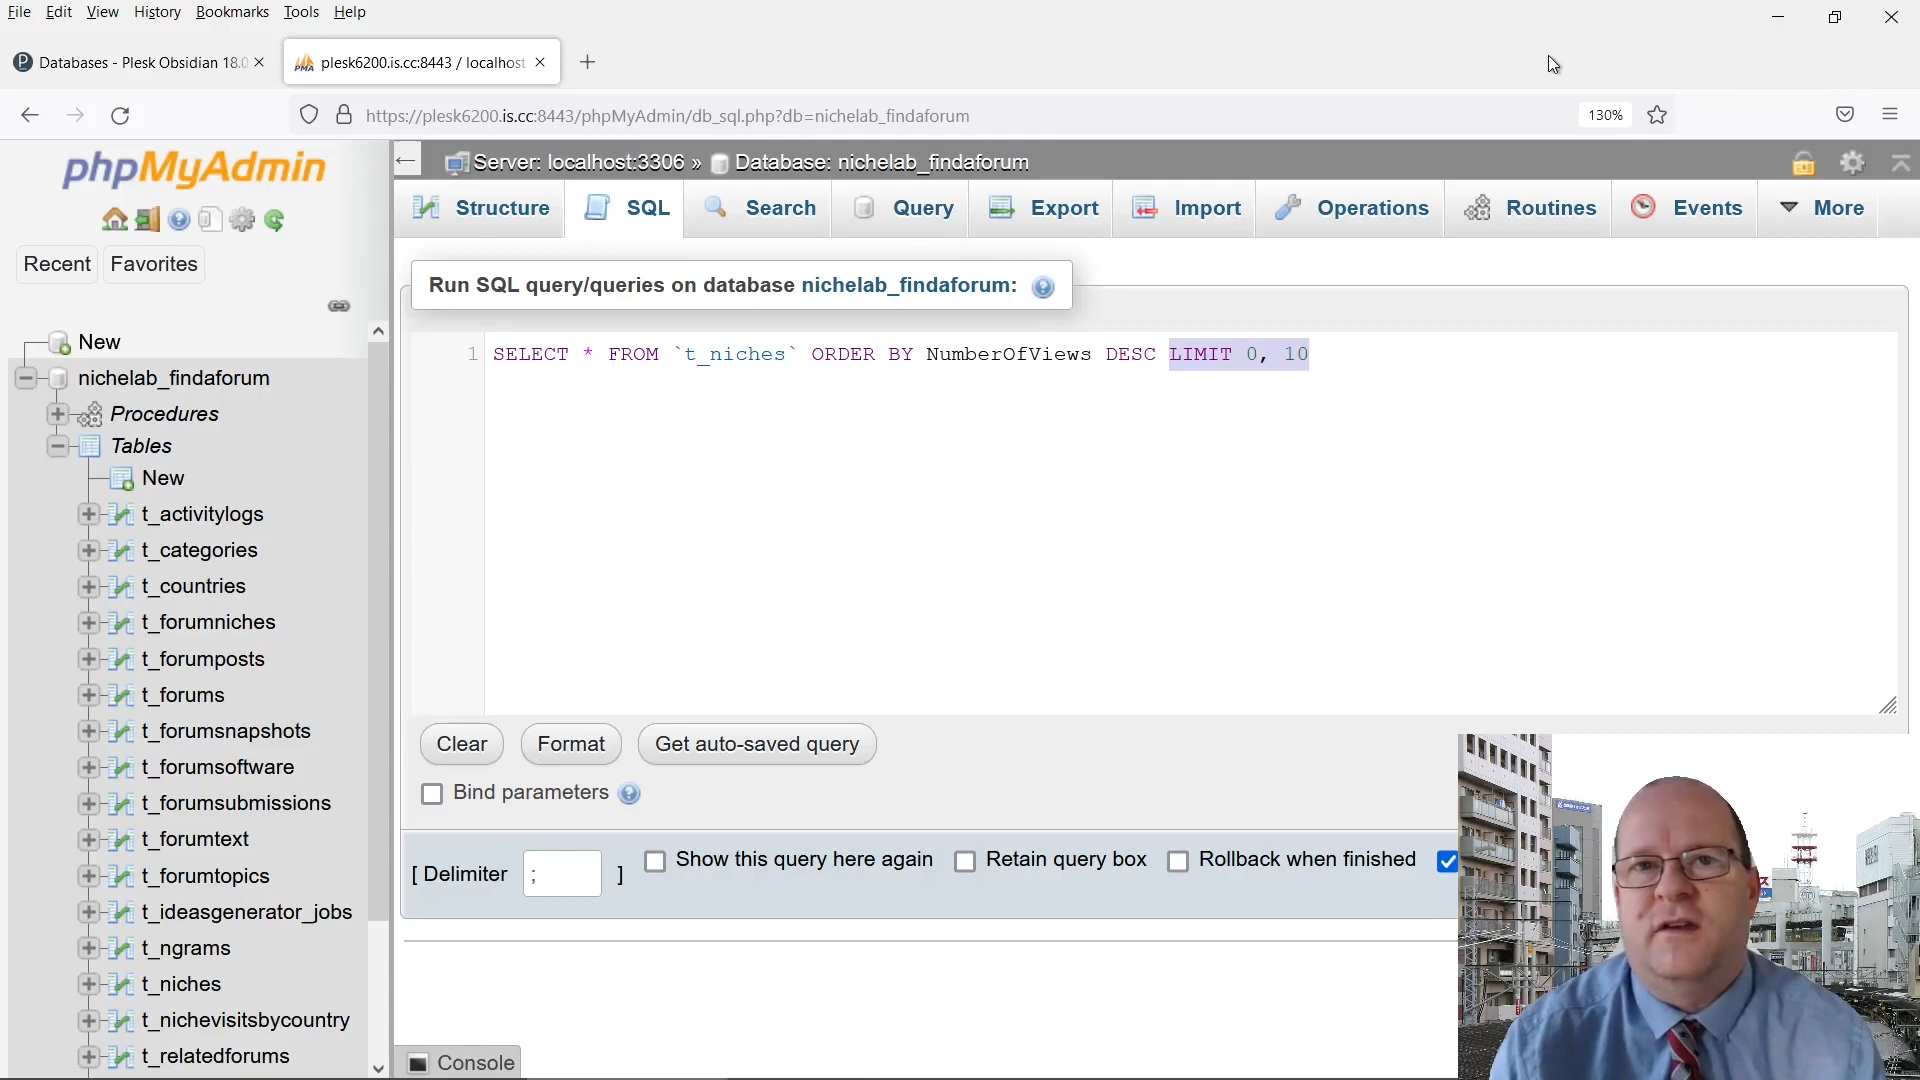 File Edit View History Bookmarks Tools Help
Databases - Plesk Obsidian 18.0
plesk6200.is.cc:8443 / localhost
https://plesk6200.is.cc:8443/phpMyAdmin/db_sql.php?db=nichelab_findaforum
130%
phpMyAdmin
Recent Favorites
New
nichelab_findaforum
Procedures
Tables
New
t_activitylogs
t_categories
t_countries
t_forumniches
t_forumposts
t_forums
t_forumsnapshots
t_forumsoftware
t_forumsubmissions
t_forumtext
t_forumtopics
t_ideasgenerator_jobs
t_ngrams
t_niches
t_nichevisitsbycountry
t_relatedforums
Server: localhost:3306 » Database: nichelab_findaforum
Structure SQL Search Query Export Import Operations Routines Events More
Run SQL query/queries on database nichelab_findaforum:
1 SELECT * FROM `t_niches` ORDER BY NumberOfViews DESC LIMIT 0, 10
Clear Format Get auto-saved query
Bind parameters
[ Delimiter ; ] Show this query here again Retain query box Rollback when finished
Console